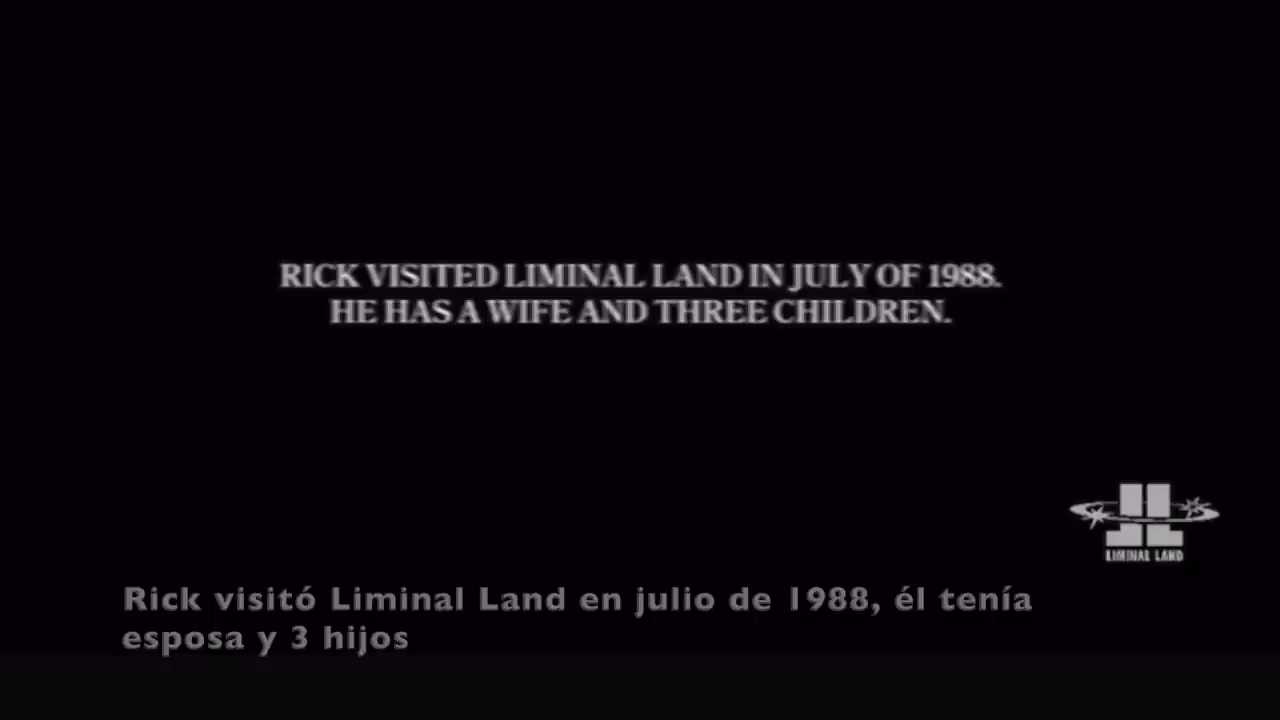 RICK VISITED LIMINAL LAND IN JULY OF 1988.
HE HAS A WIFE AND THREE CHILDREN.
LIMINAL LAND
Rick visitó Liminal Land en julio de 1988, él tenía
esposa y 3 hijos